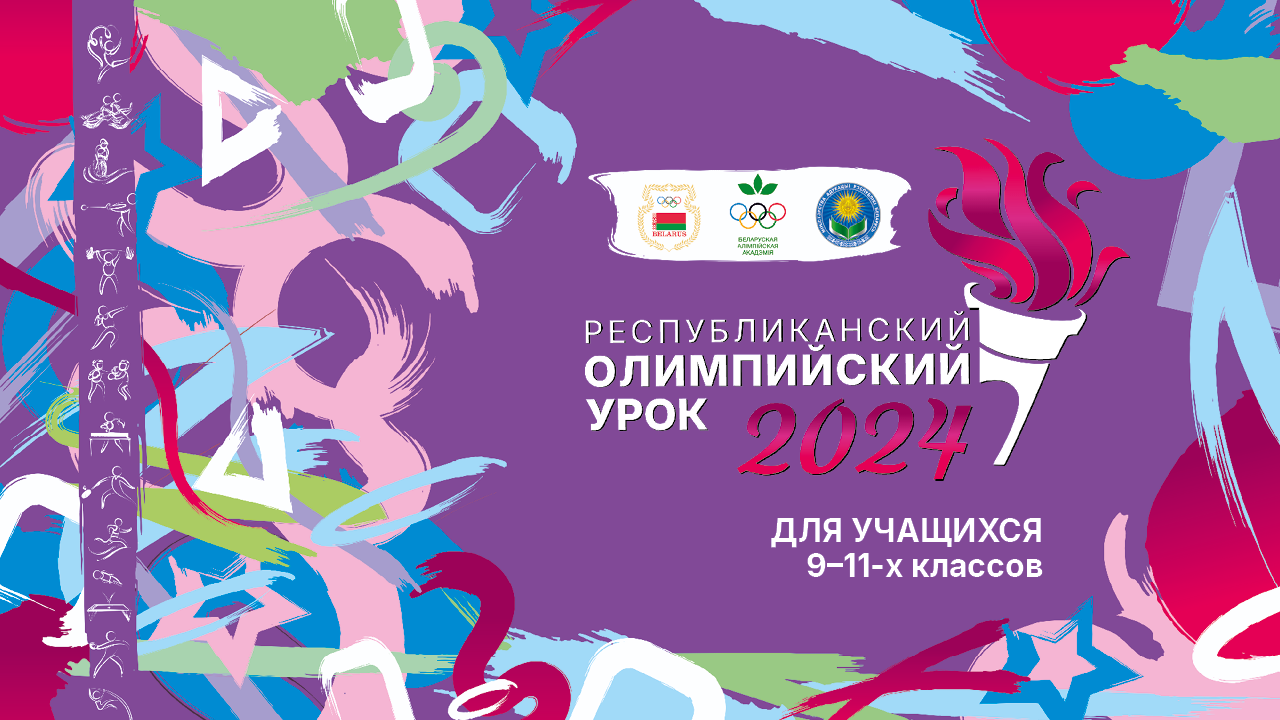 BELARUS
БЕЛАРУСКАЯ
АЛІМПІЙСКАЯ
АКАДЭМІЯ
РЕСПУБЛИКАНСКИЙ
ОЛИМПИЙСКИЙ
УРОК
2024
ДЛЯ УЧАЩИХСЯ
9–11-х классов